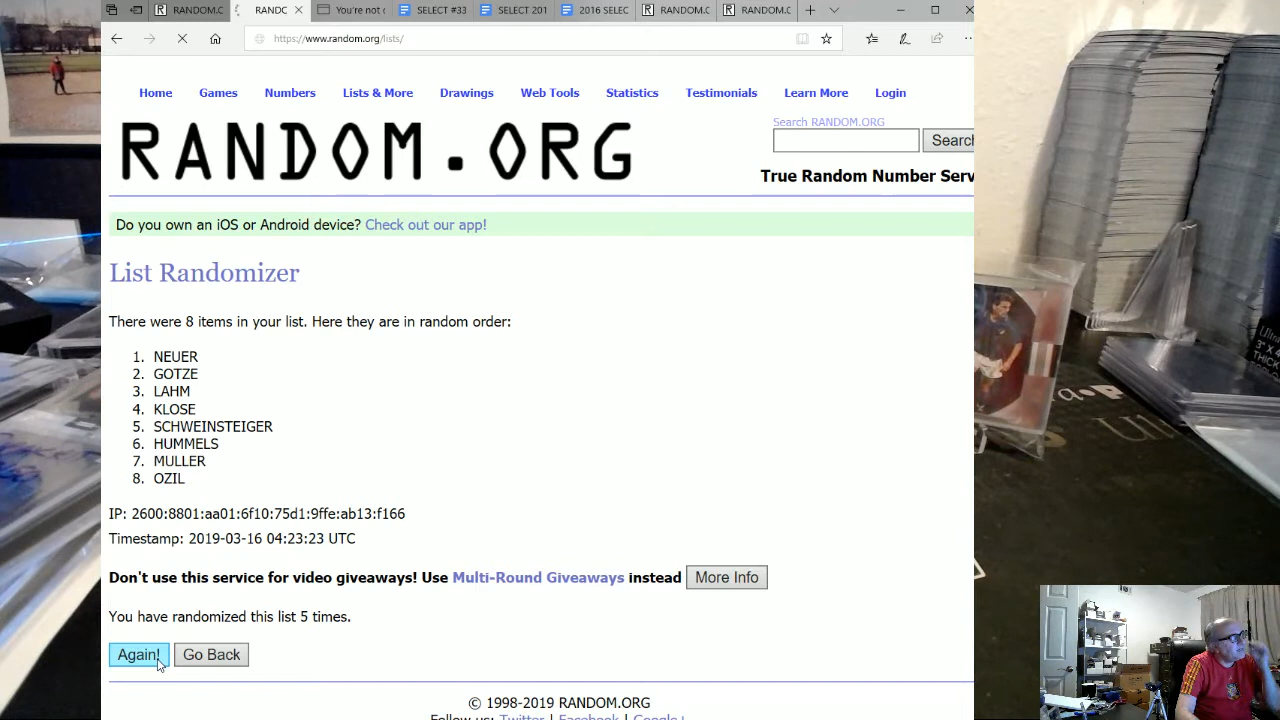 RANDOM.C
RANDC
You're not c
SELECT #33
SELECT 201
2016 SELEC
RANDOM.C
RANDOM.C
https://www.random.org/lists/
Home Games Numbers Lists & More Drawings Web Tools Statistics Testimonials Learn More Login
RANDOM.ORG
Search RANDOM.ORG
Search
True Random Number Serv
Do you own an iOS or Android device? Check out our app!
List Randomizer
There were 8 items in your list. Here they are in random order:
1. NEUER
2. GOTZE
3. LAHM
4. KLOSE
5. SCHWEINSTEIGER
6. HUMMELS
7. MULLER
8. OZIL
IP: 2600:8801:aa01:6f10:75d1:9ffe:ab13:f166
Timestamp: 2019-03-16 04:23:23 UTC
Don't use this service for video giveaways! Use Multi-Round Giveaways instead More Info
You have randomized this list 5 times.
Again! Go Back
© 1998-2019 RANDOM.ORG
Follow us: Twitter | Facebook | Google+